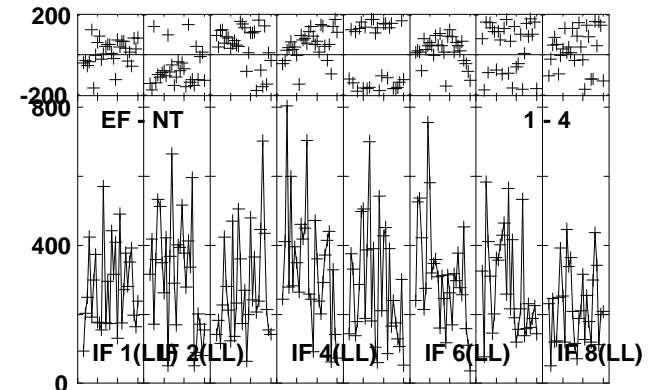 200
-200
800
EF - NT 1 - 4
400
IF 1(LL) IF 2(LL) IF 4(LL) IF 6(LL) IF 8(LL)
0